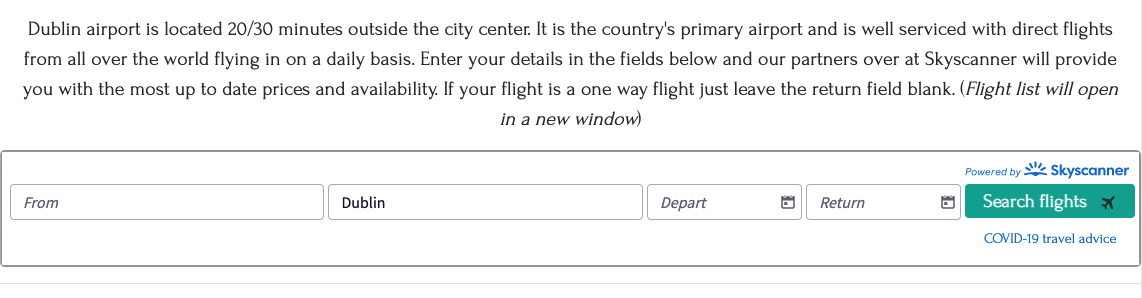 Dublin airport is located 20/30 minutes outside the city center. It is the country's primary airport and is well serviced with direct flights
from all over the world flying in on a daily basis. Enter your details in the fields below and our partners over at Skyscanner will provide
you with the most up to date prices and availability. If your flight is a one way flight just leave the return field blank. (Flight list will open
in a new window)
Powered by Skyscanner
From Dublin Depart Return Search flights
COVID-19 travel advice